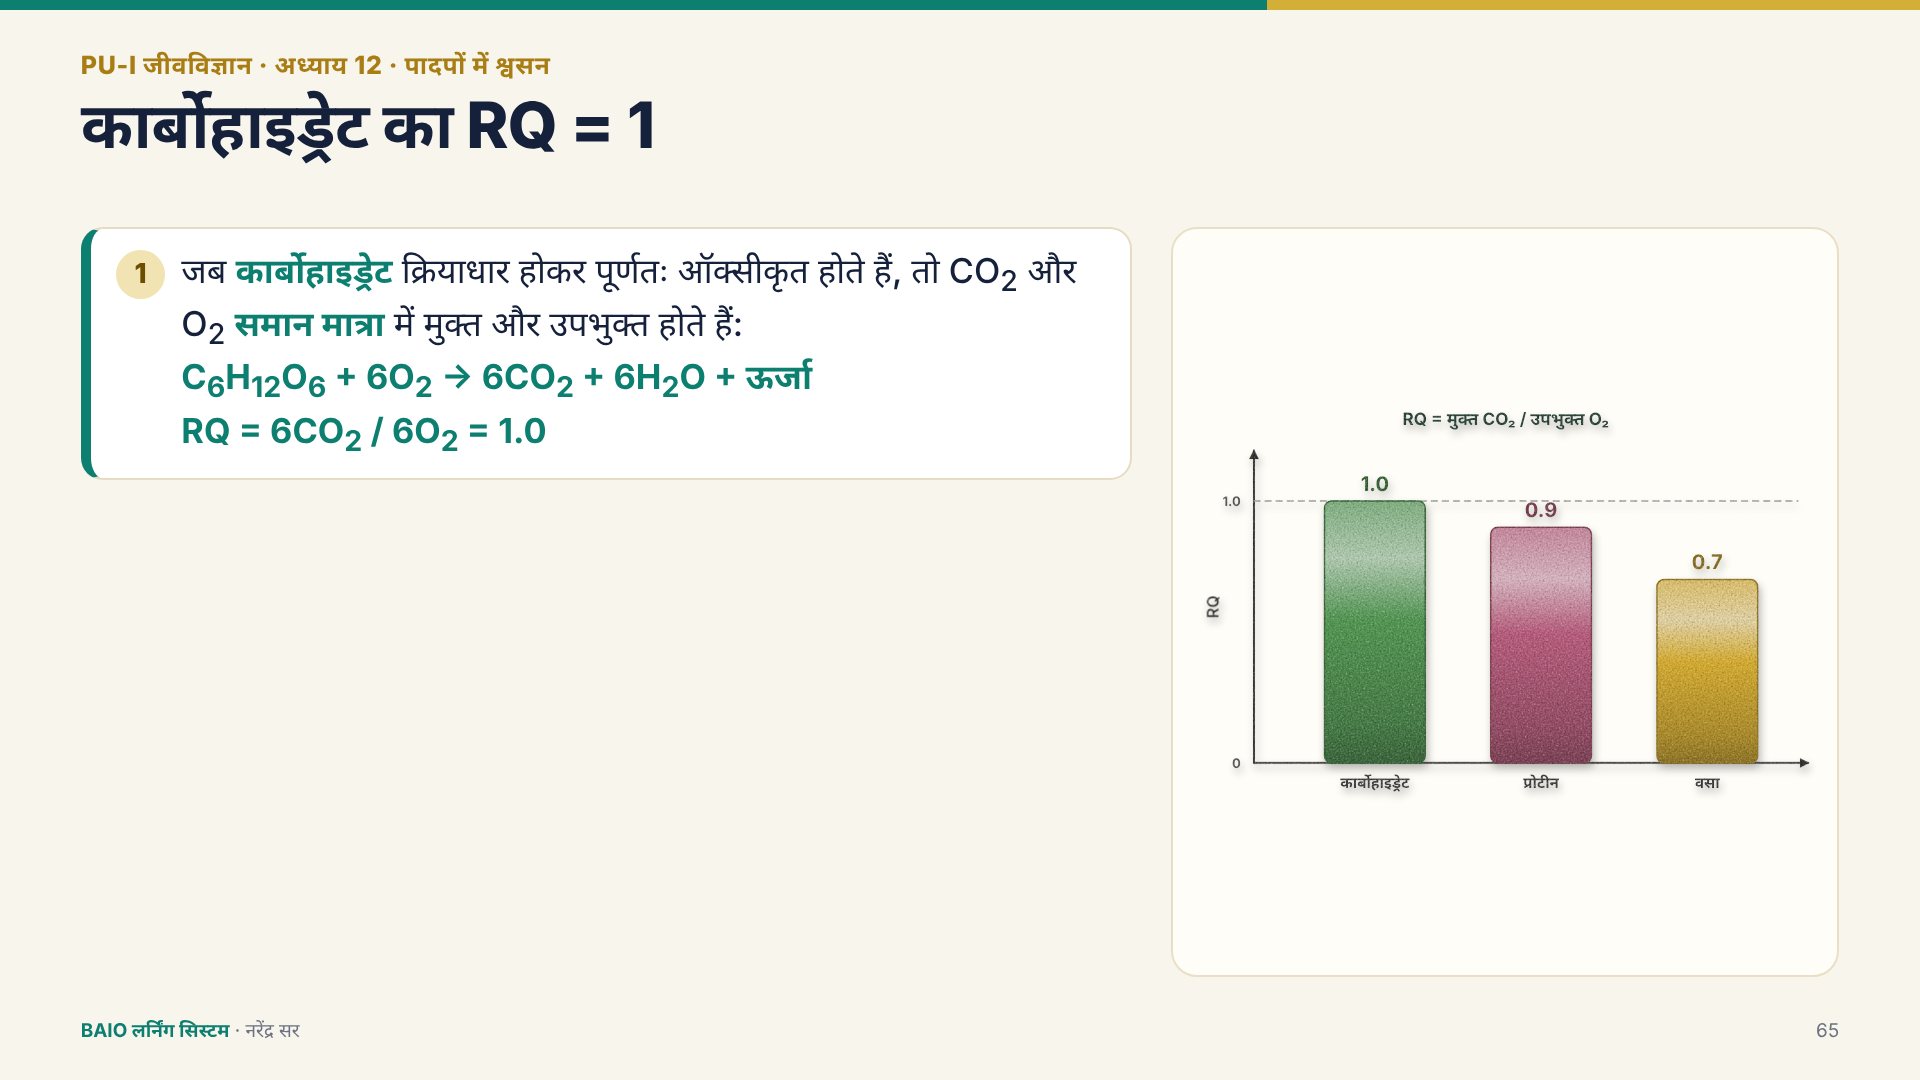 PU-I जीवविज्ञान · अध्याय 12 · पादपों में श्वसन
कार्बोहाइड्रेट का RQ = 1
1
जब कार्बोहाइड्रेट क्रियाधार होकर पूर्णतः ऑक्सीकृत होते हैं, तो CO₂ और
O₂ समान मात्रा में मुक्त और उपभुक्त होते हैं:
C₆H₁₂O₆ + 6O₂ → 6CO₂ + 6H₂O + ऊर्जा
RQ = 6CO₂ / 6O₂ = 1.0
RQ = मुक्त CO₂ / उपभुक्त O₂
1.0
1.0
0.9
0.7
RQ
0
कार्बोहाइड्रेट
प्रोटीन
वसा
BAIO लर्निंग सिस्टम · नरेंद्र सर
65